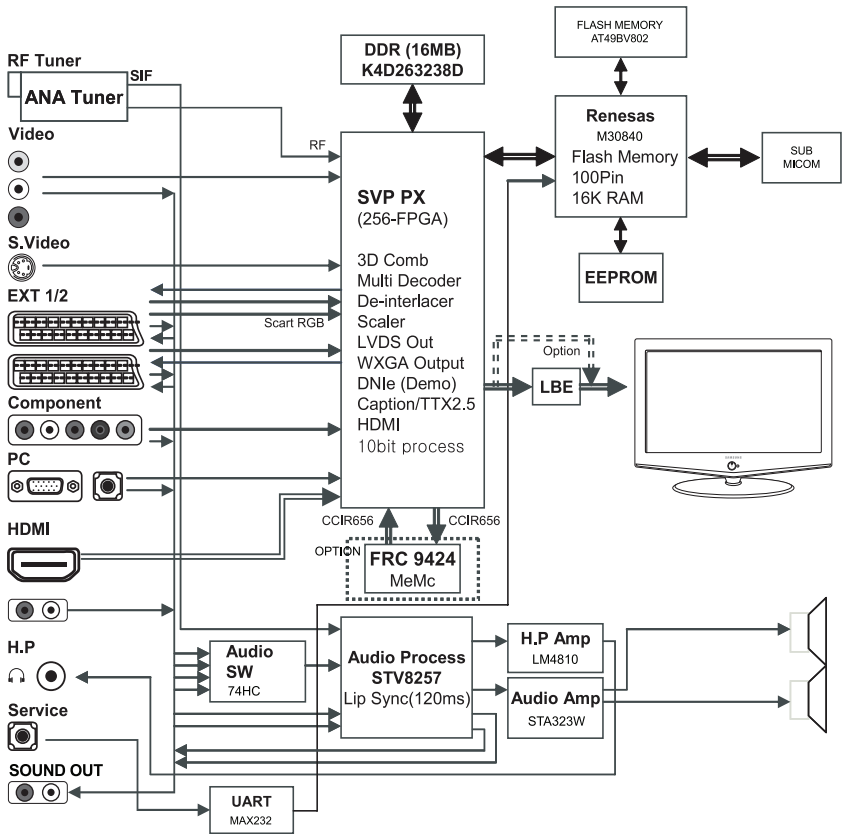 FLASH MEMORY
AT49BV802
DDR (16MB)
K4D263238D
RF Tuner
SIF
ANA Tuner
Renesas
M30840
Flash Memory
100Pin
16K RAM
SUB
MICOM
Video
RF
SVP PX
(256-FPGA)
3D Comb
Multi Decoder
De-interlacer
Scaler
LVDS Out
WXGA Output
DNIe (Demo)
Caption/TTX2.5
HDMI
10bit process
S.Video
EEPROM
EXT 1/2
Scart RGB
Option
LBE
SAMSUNG
Component
PC
CCIR656
CCIR656
HDMI
OPTION
FRC 9424
MeMc
H.P
Audio
SW
74HC
Audio Process
STV8257
Lip Sync(120ms)
H.P Amp
LM4810
Audio Amp
STA323W
Service
SOUND OUT
UART
MAX232